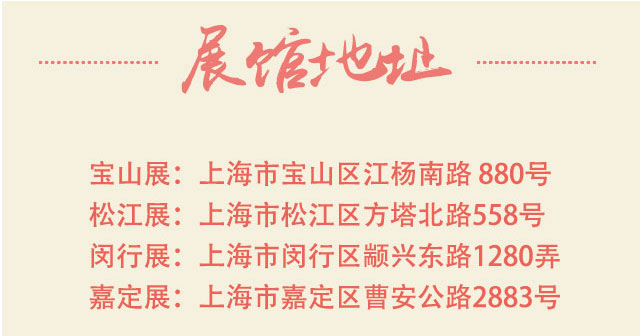 展馆地址
宝山展：上海市宝山区江杨南路 880号
松江展：上海市松江区方塔北路558号
闵行展：上海市闵行区颛兴东路1280弄
嘉定展：上海市嘉定区曹安公路2883号